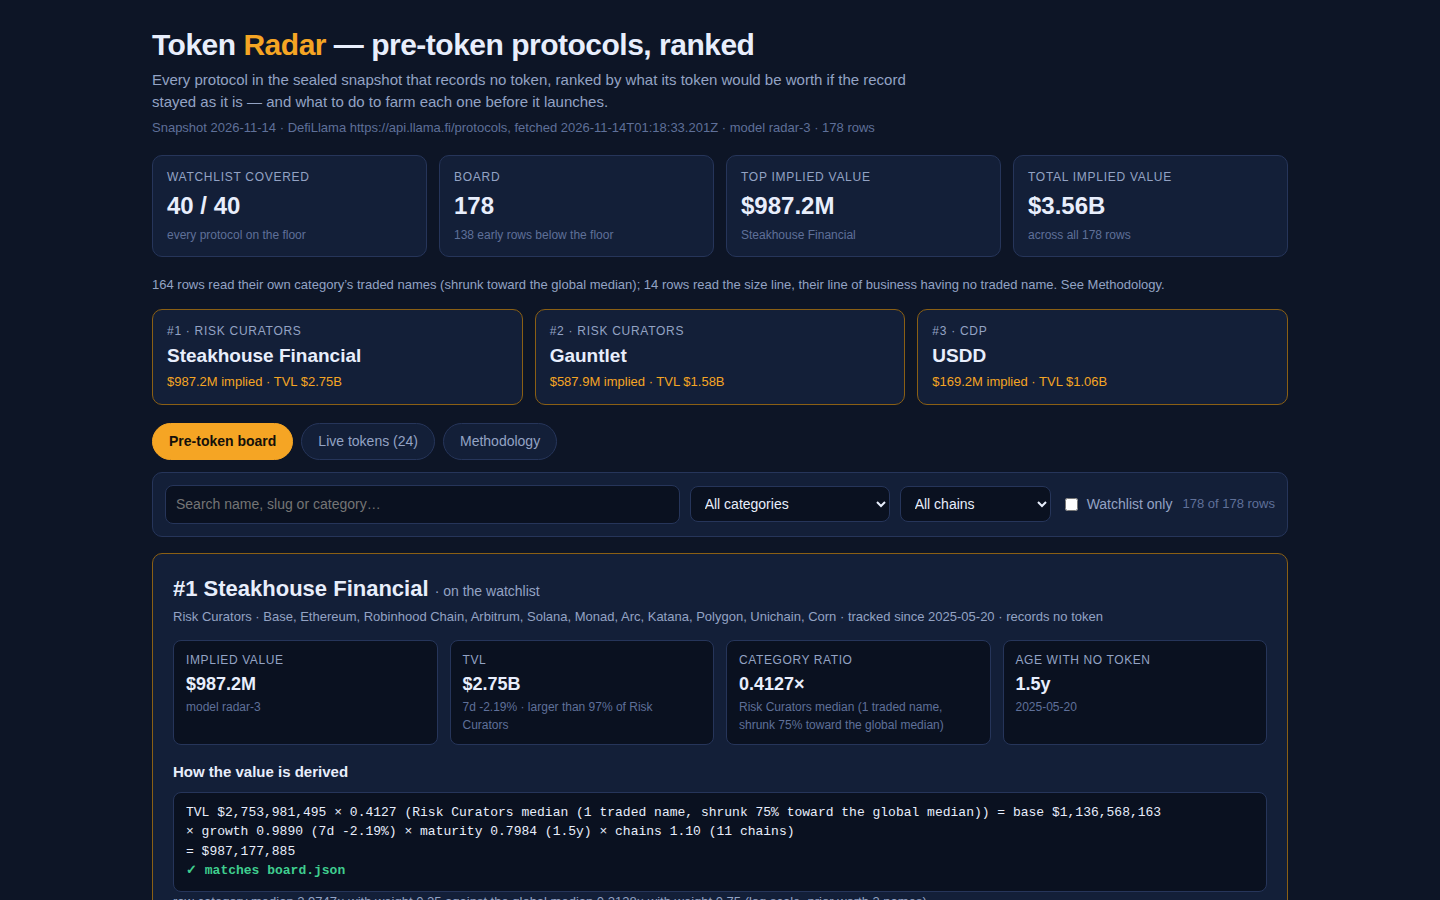 Token Radar — pre-token protocols, ranked
Every protocol in the sealed snapshot that records no token, ranked by what its token would be worth if the record
stayed as it is — and what to do to farm each one before it launches.
Snapshot 2026-11-14 · DefiLlama https://api.llama.fi/protocols, fetched 2026-11-14T01:18:33.201Z · model radar-3 · 178 rows
WATCHLIST COVERED
40 / 40
every protocol on the floor
BOARD
178
138 early rows below the floor
TOP IMPLIED VALUE
$987.2M
Steakhouse Financial
TOTAL IMPLIED VALUE
$3.56B
across all 178 rows
164 rows read their own category's traded names (shrunk toward the global median); 14 rows read the size line, their line of business having no traded name. See Methodology.
#1 · RISK CURATORS
Steakhouse Financial
$987.2M implied · TVL $2.75B
#2 · RISK CURATORS
Gauntlet
$587.9M implied · TVL $1.58B
#3 · CDP
USDD
$169.2M implied · TVL $1.06B
Pre-token board
Live tokens (24)
Methodology
Search name, slug or category…
All categories
All chains
Watchlist only
178 of 178 rows
#1 Steakhouse Financial · on the watchlist
Risk Curators · Base, Ethereum, Robinhood Chain, Arbitrum, Solana, Monad, Arc, Katana, Polygon, Unichain, Corn · tracked since 2025-05-20 · records no token
IMPLIED VALUE
$987.2M
model radar-3
TVL
$2.75B
7d -2.19% · larger than 97% of Risk
Curators
CATEGORY RATIO
0.4127×
Risk Curators median (1 traded name,
shrunk 75% toward the global median)
AGE WITH NO TOKEN
1.5y
2025-05-20
How the value is derived
TVL $2,753,981,495 × 0.4127 (Risk Curators median (1 traded name, shrunk 75% toward the global median)) = base $1,136,568,163
× growth 0.9890 (7d -2.19%) × maturity 0.7984 (1.5y) × chains 1.10 (11 chains)
= $987,177,885
✓ matches board.json